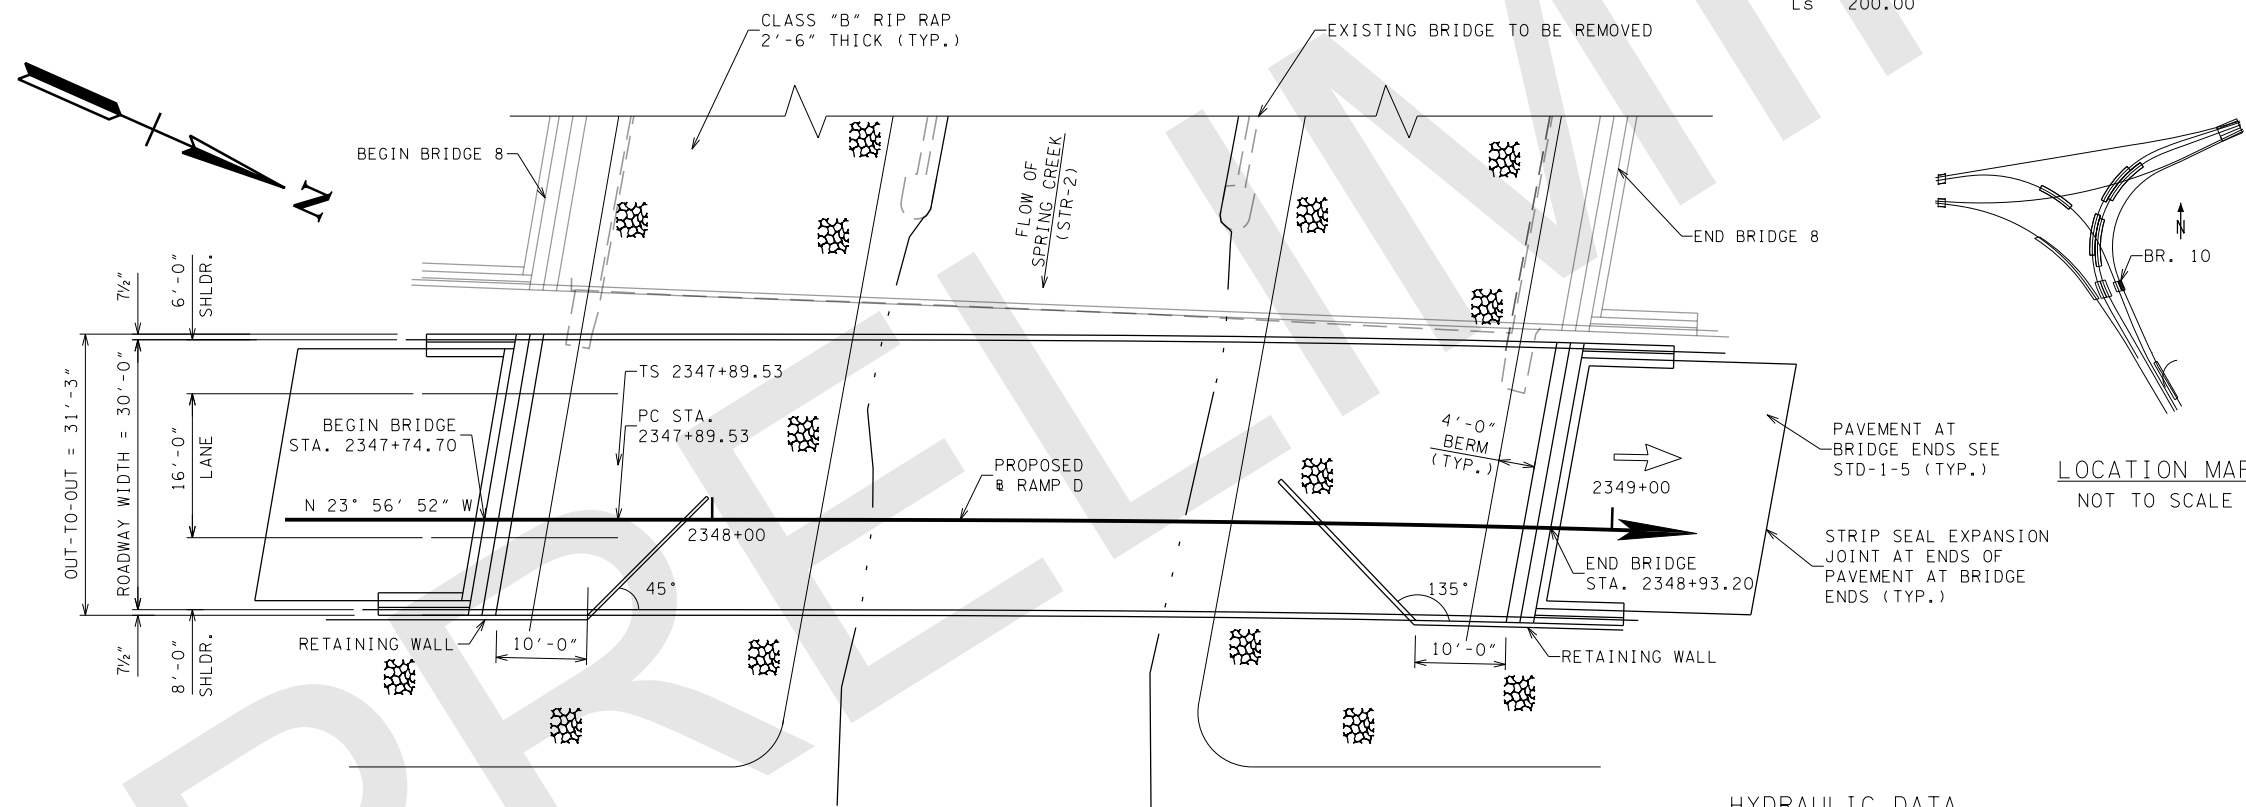 Ls 200.00
CLASS "B" RIP RAP
2'-6" THICK (TYP.)
EXISTING BRIDGE TO BE REMOVED
N
BEGIN BRIDGE 8
FLOW OF
SPRING CREEK
(STR-2)
END BRIDGE 8
N
BR. 10
7½"
6'-0"
SHLDR.
OUT-TO-OUT = 31'-3"
ROADWAY WIDTH = 30'-0"
16'-0"
LANE
TS 2347+89.53
PC STA.
2347+89.53
BEGIN BRIDGE
STA. 2347+74.70
N 23° 56' 52" W
PROPOSED
℄ RAMP D
4'-0"
BERM
(TYP.)
2348+00
2349+00
PAVEMENT AT
BRIDGE ENDS SEE
STD-1-5 (TYP.)
LOCATION MAP
NOT TO SCALE
STRIP SEAL EXPANSION
JOINT AT ENDS OF
PAVEMENT AT BRIDGE
ENDS (TYP.)
END BRIDGE
STA. 2348+93.20
45°
135°
7½"
8'-0"
SHLDR.
RETAINING WALL
10'-0"
10'-0"
RETAINING WALL
HYDRAULIC DATA
PRELIMI